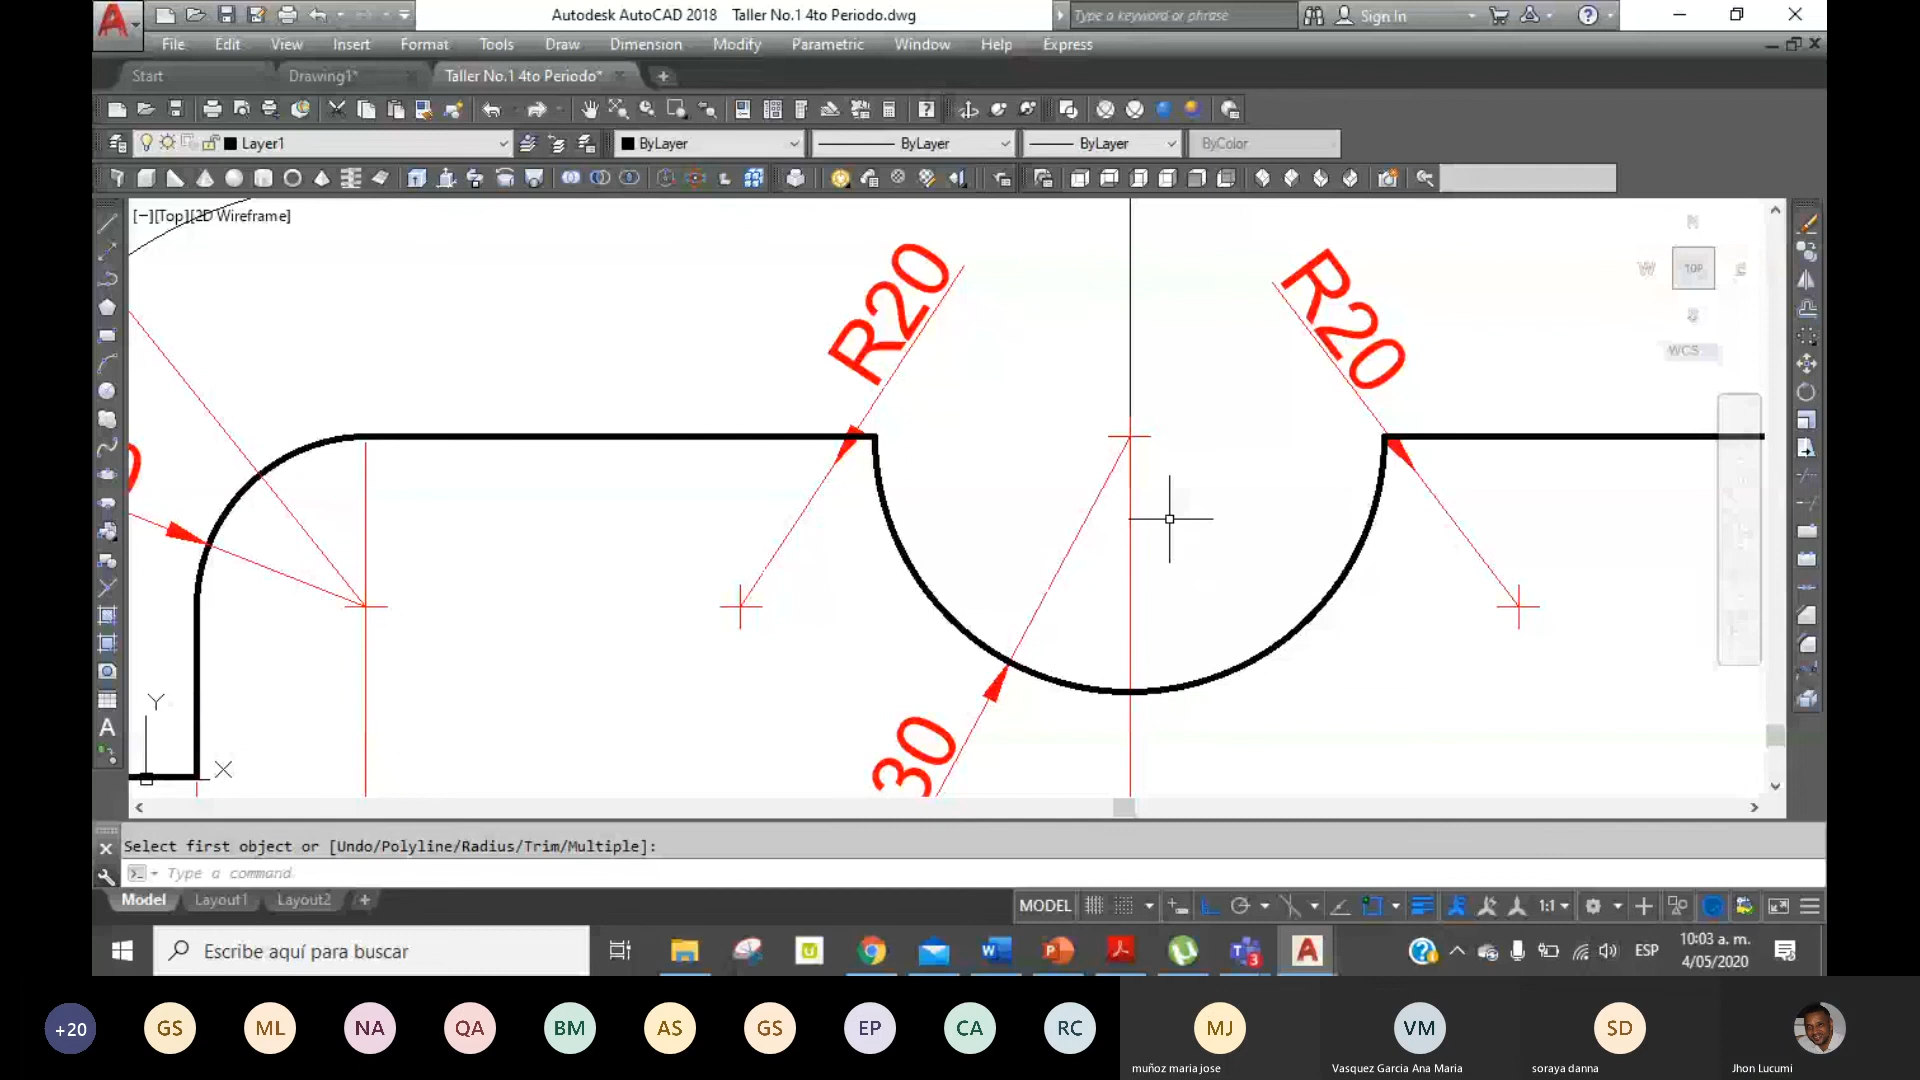 Autodesk AutoCAD 2018 Taller No.1 4to Periodo.dwg
Type a keyword or phrase
Sign In
File Edit View Insert Format Tools Draw Dimension Modify Parametric Window Help Express
Start Drawing1* Taller No.1 4to Periodo*
Layer1 ByLayer ByLayer ByLayer ByColor
[−][Top][2D Wireframe]
N
W TOP E
S
WCS
R20 R20
30
Y
X
Select first object or [Undo/Polyline/Radius/Trim/Multiple]:
Type a command
Model Layout1 Layout2 +
MODEL 1:1
Escribe aquí para buscar
ESP
10:03 a. m.
4/05/2020
3
+20 GS ML NA QA BM AS GS EP CA RC MJ VM SD
muñoz maria jose Vasquez Garcia Ana Maria soraya danna Jhon Lucumi